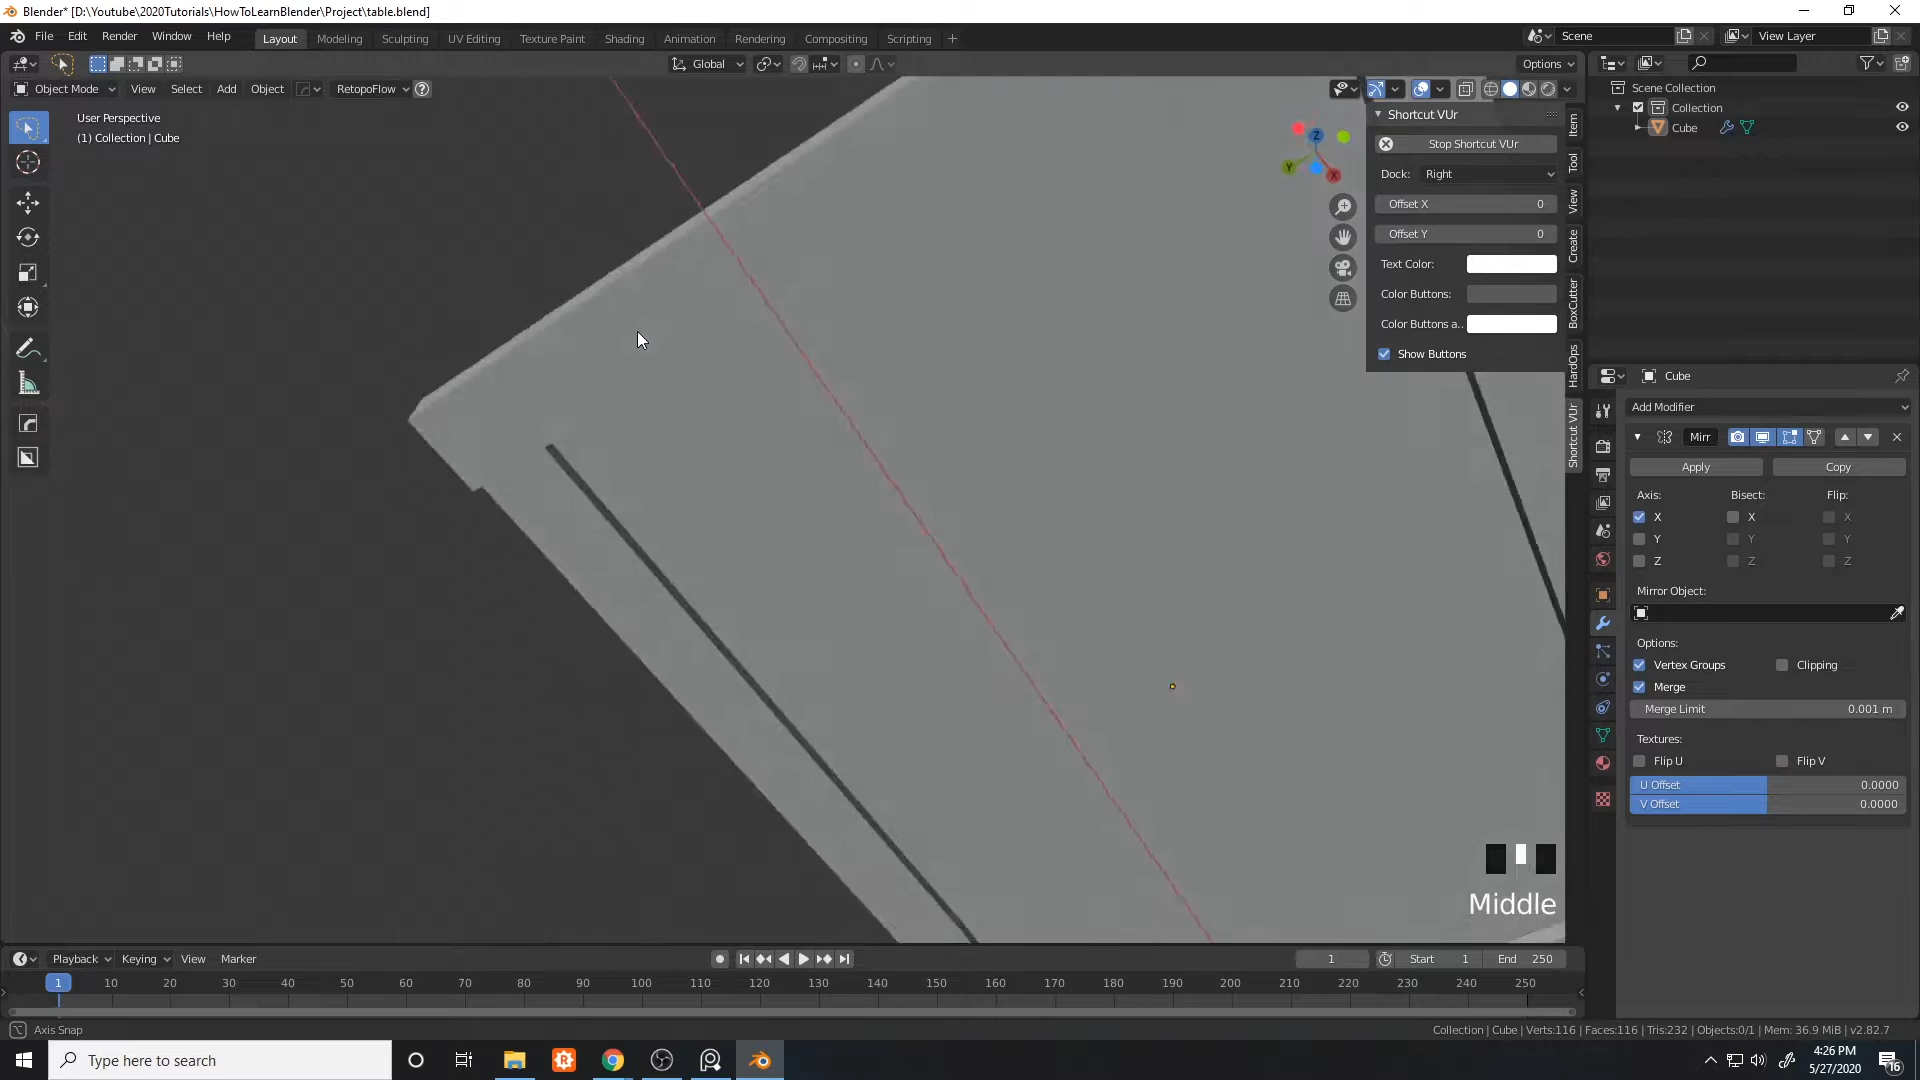 Blender* [D:\Youtube\2020Tutorials\HowToLearnBlender\Project\table.blend]
File Edit Render Window Help
Layout Modeling Sculpting UV Editing Texture Paint Shading Animation Rendering Compositing Scripting +
Scene
View Layer
Global
Options
Object Mode View Select Add Object RetopoFlow ?
User Perspective
(1) Collection | Cube
Z
Y
X
Shortcut VUr
Stop Shortcut VUr
Dock: Right
Offset X 0
Offset Y 0
Text Color:
Color Buttons:
Color Buttons a..
Show Buttons
Item
Tool
View
Create
BoxCutter
HardOps
Shortcut VUr
Scene Collection
Collection
Cube
Cube
Add Modifier
Mirr
Apply Copy
Axis: Bisect: Flip:
X X X
Y Y Y
Z Z Z
Mirror Object:
Options:
Vertex Groups Clipping
Merge
Merge Limit 0.001 m
Textures:
Flip U Flip V
U Offset 0.0000
V Offset 0.0000
Middle
Playback Keying View Marker
1 Start 1 End 250
1 10 20 30 40 50 60 70 80 90 100 110 120 130 140 150 160 170 180 190 200 210 220 230 240 250
Axis Snap
Collection | Cube | Verts:116 | Faces:116 | Tris:232 | Objects:0/1 | Mem: 36.9 MiB | v2.82.7
Type here to search
4:26 PM
5/27/2020
16